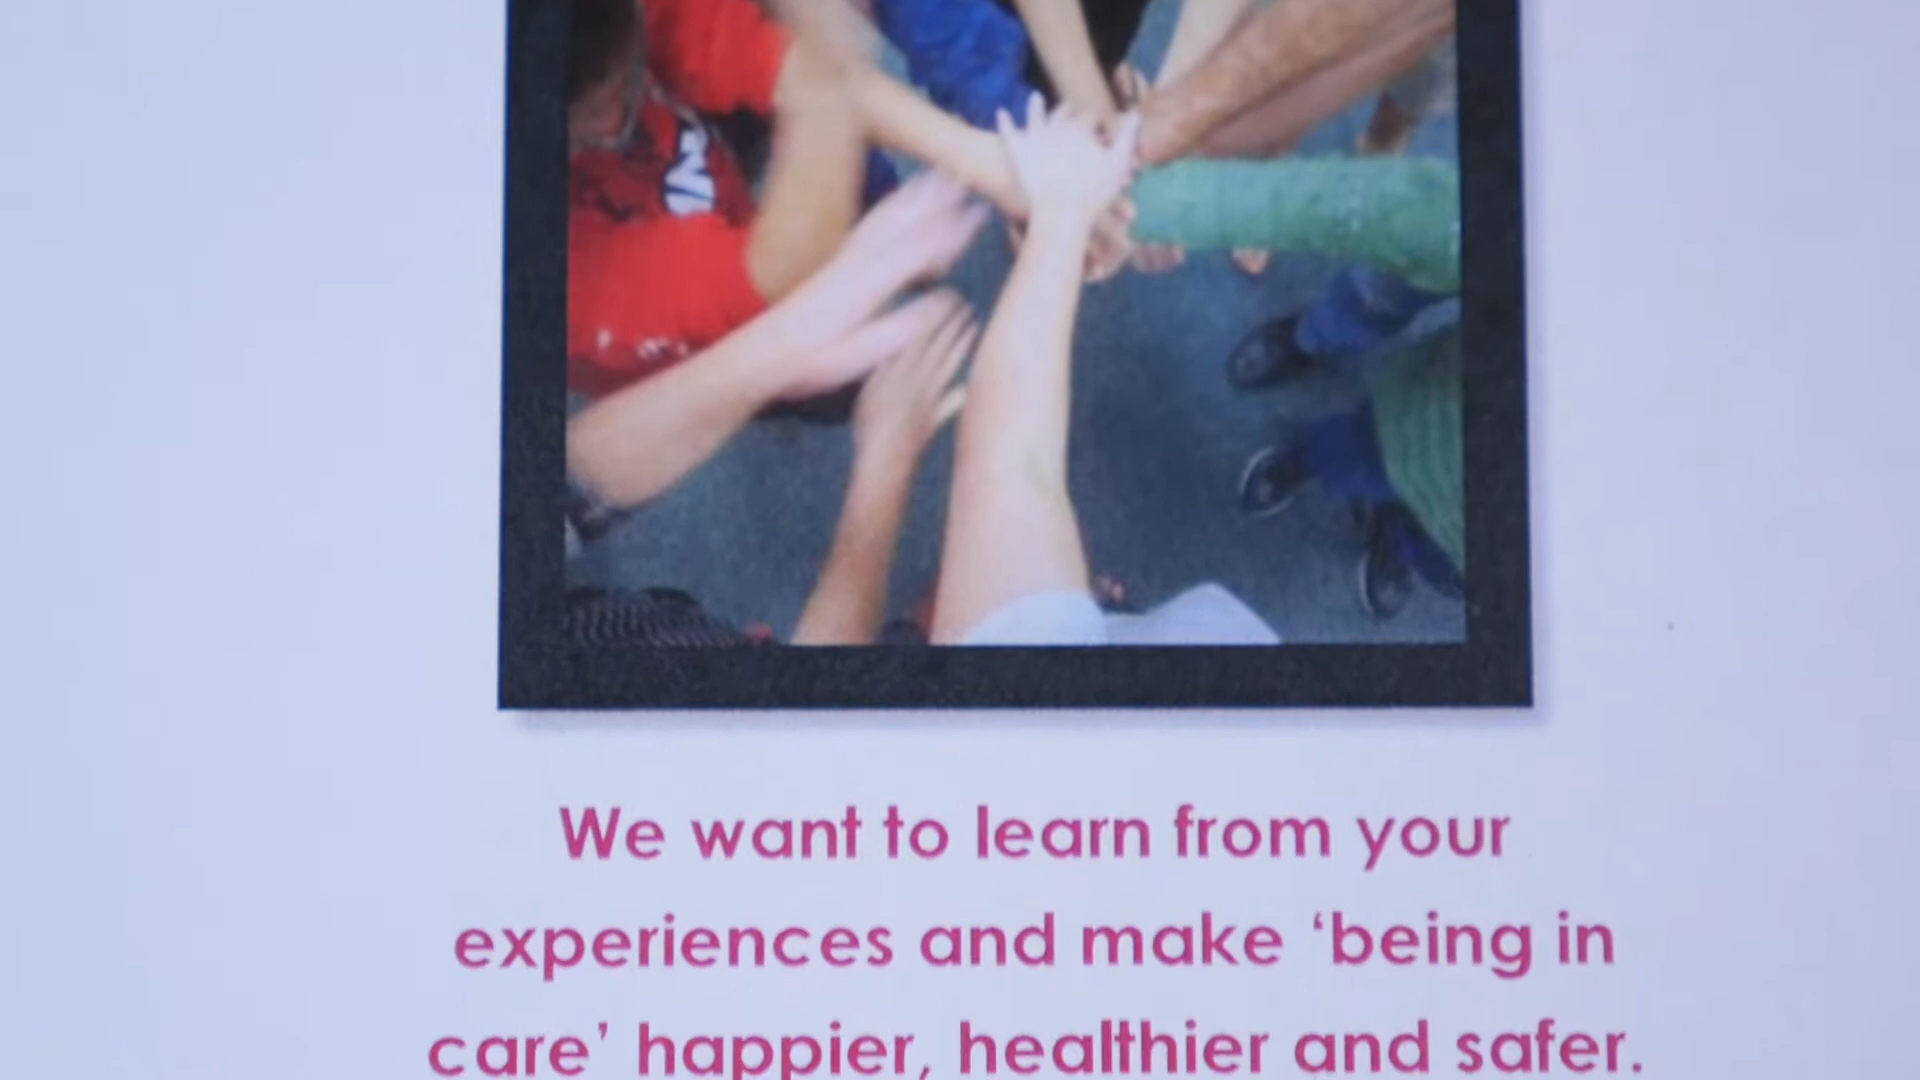 We want to learn from your
experiences and make ‘being in
care’ happier, healthier and safer.